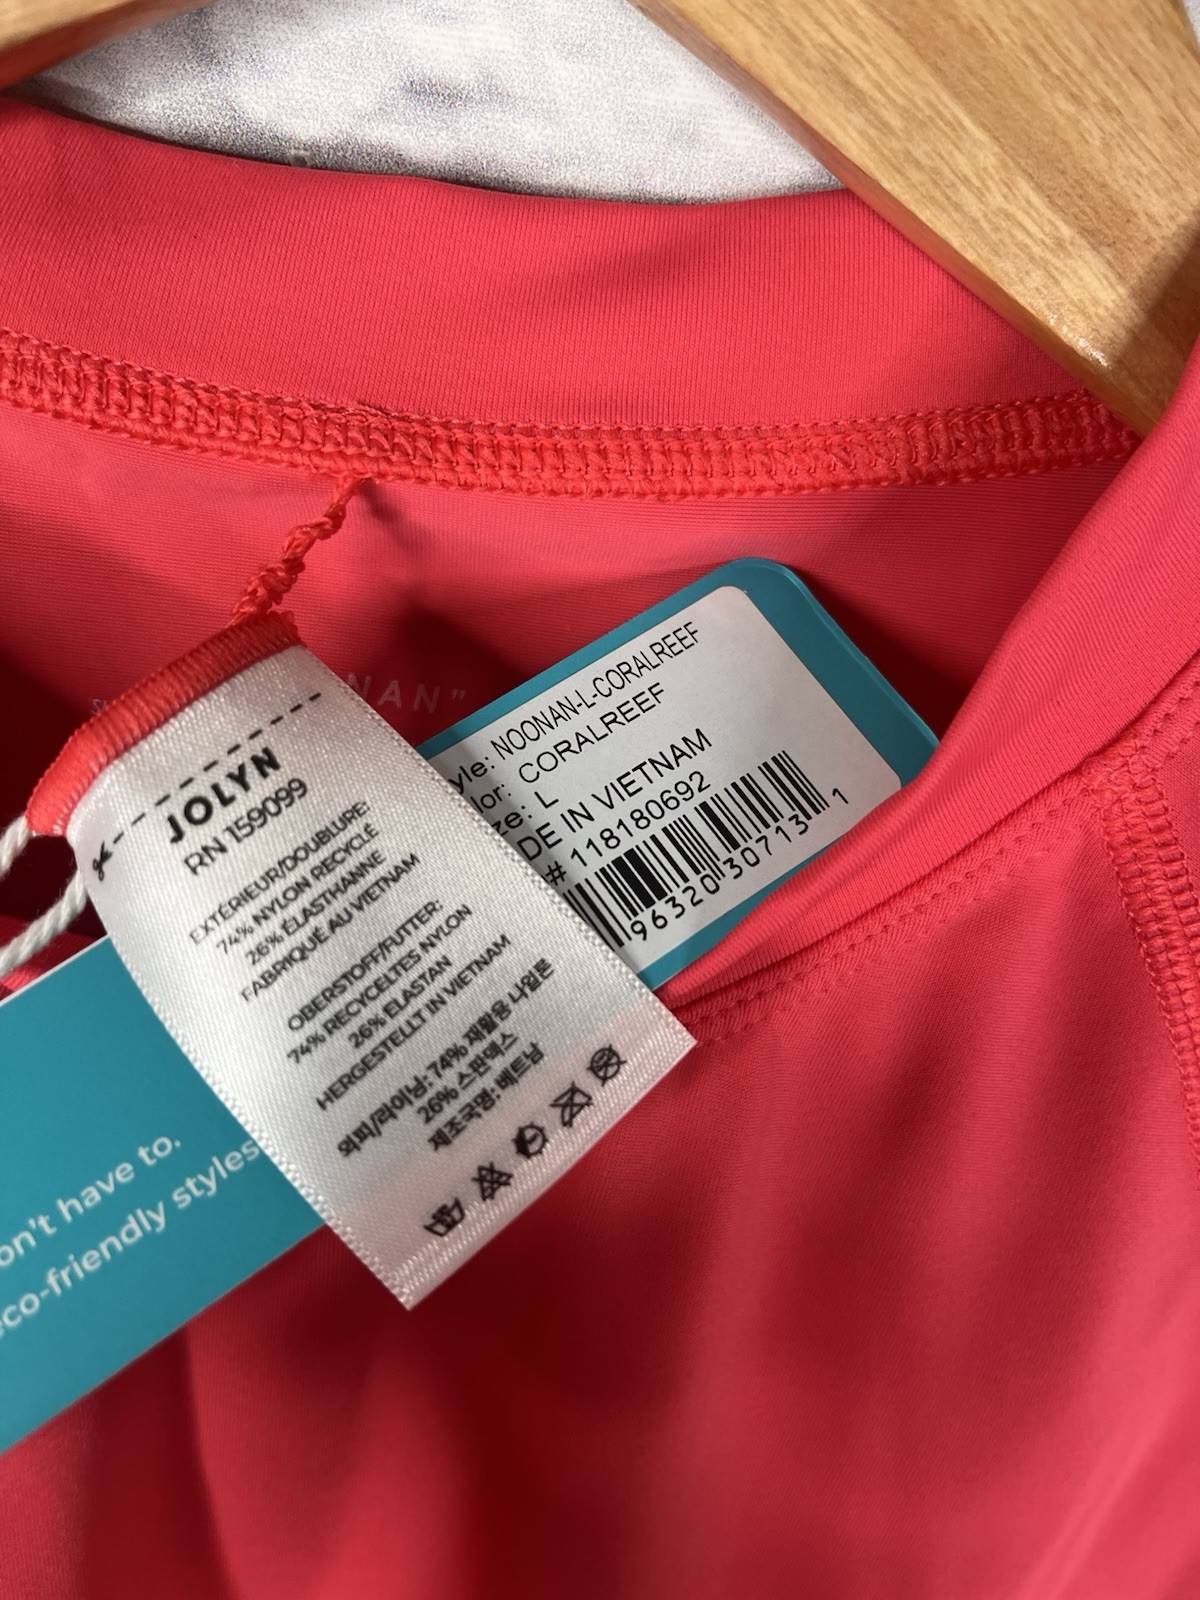 NAN"
yle: NOONAN-L-CORALREEF
lor: CORALREEF
ze: L
DE IN VIETNAM
# 118180692
96320 30713 1
JOLYN
RN 159099
EXTÉRIEUR/DOUBLURE:
74% NYLON RECYCLÉ
26% ÉLASTHANNE
FABRIQUÉ AU VIETNAM
OBERSTOFF/FUTTER:
74% RECYCELTES NYLON
26% ELASTAN
HERGESTELLT IN VIETNAM
외피/라이닝: 74% 재활용 나일론
26% 스판덱스
제조국명: 베트남
on't have to.
eco-friendly styles